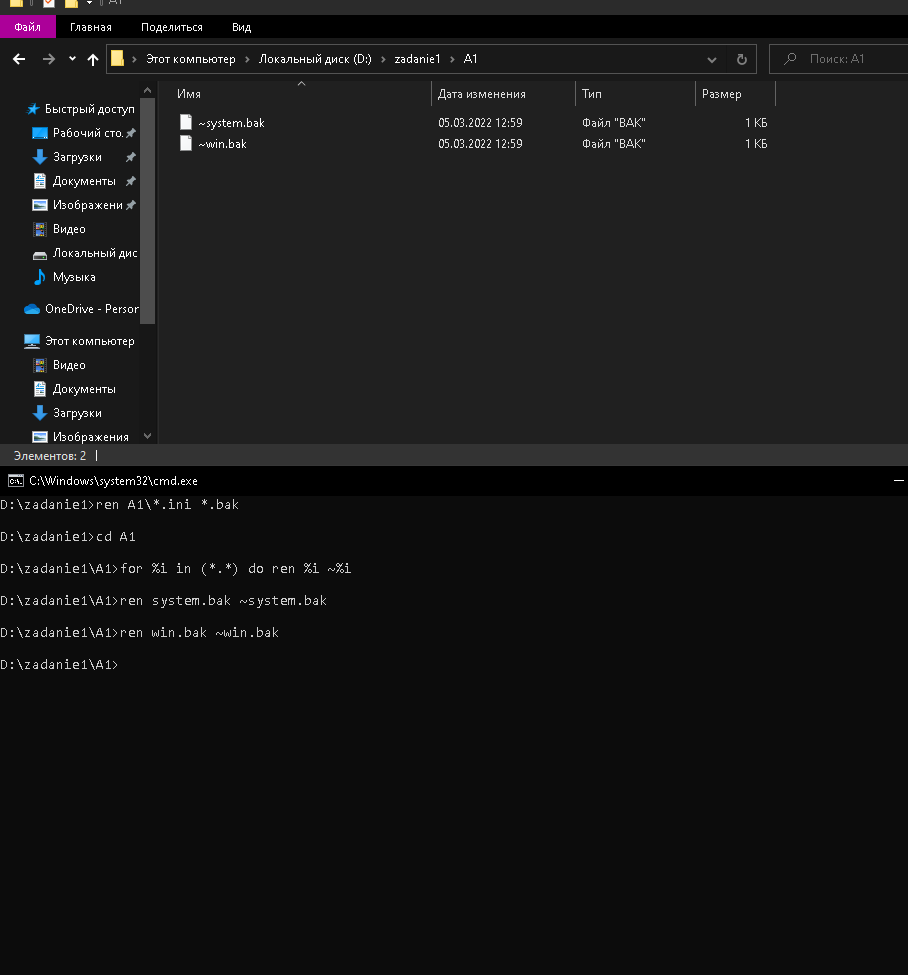 A1
Файл Главная Поделиться Вид
Этот компьютер Локальный диск (D:) zadanie1 A1 Поиск: A1
Имя Дата изменения Тип Размер
~system.bak 05.03.2022 12:59 Файл "BAK" 1 КБ
~win.bak 05.03.2022 12:59 Файл "BAK" 1 КБ
Быстрый доступ
Рабочий сто.
Загрузки
Документы
Изображени
Видео
Локальный дис
Музыка
OneDrive - Person
Этот компьютер
Видео
Документы
Загрузки
Изображения
Элементов: 2
C:\Windows\system32\cmd.exe
D:\zadanie1>ren A1\*.ini *.bak
D:\zadanie1>cd A1
D:\zadanie1\A1>for %i in (*.*) do ren %i ~%i
D:\zadanie1\A1>ren system.bak ~system.bak
D:\zadanie1\A1>ren win.bak ~win.bak
D:\zadanie1\A1>